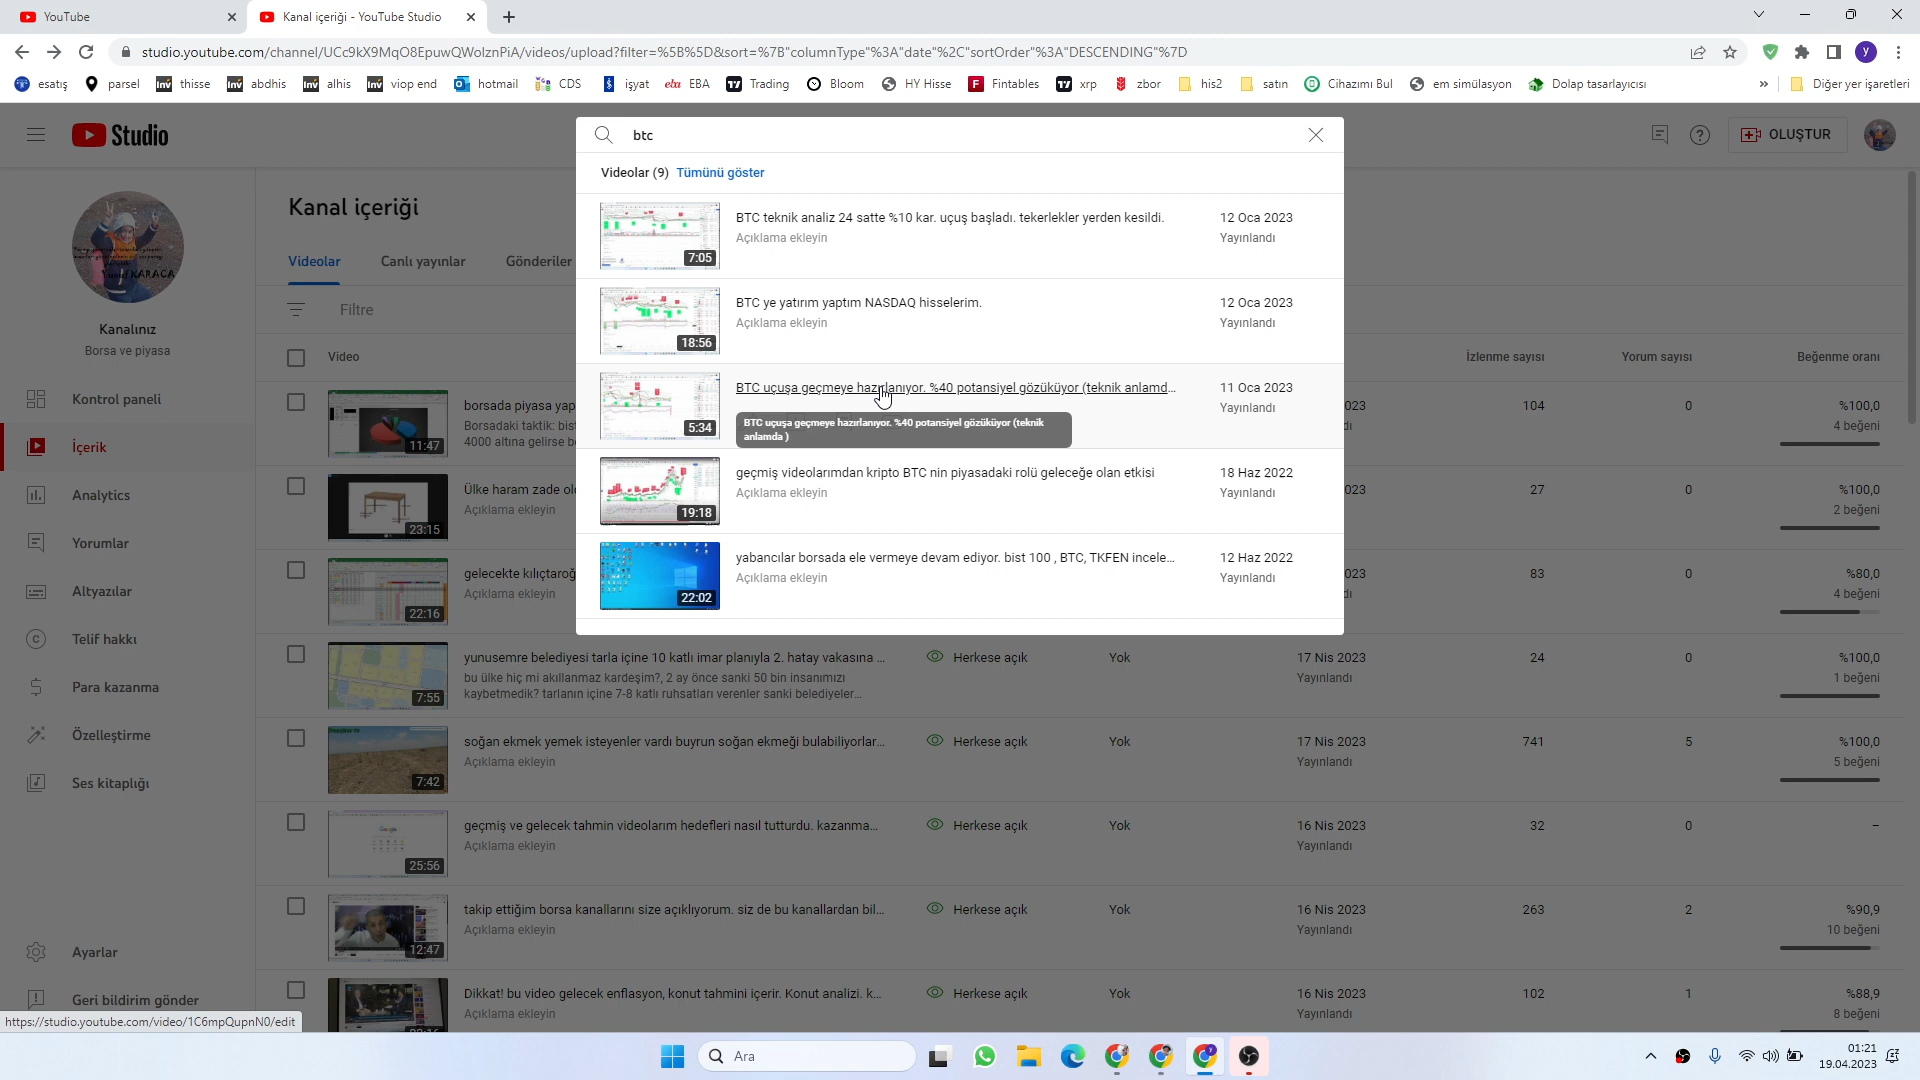 YouTube
Kanal içeriği - YouTube Studio
studio.youtube.com/channel/UCc9kX9MqO8EpuwQWolznPiA/videos/upload?filter=%5B%5D&sort=%7B"columnType"%3A"date"%2C"sortOrder"%3A"DESCENDING"%7D
esatış parsel thisse abdhis alhis viop end hotmail CDS işyat EBA Trading Bloom HY Hisse Fintables xrp zbor his2 satın Cihazımı Bul em simülasyon Dolap tasarlayıcısı » Diğer yer işaretleri
Studio
btc
OLUŞTUR
Videolar (9) Tümünü göster
BTC teknik analiz 24 satte %10 kar. uçuş başladı. tekerlekler yerden kesildi. 12 Oca 2023
Açıklama ekleyin Yayınlandı
7:05
BTC ye yatırım yaptım NASDAQ hisselerim. 12 Oca 2023
Açıklama ekleyin Yayınlandı
18:56
BTC uçuşa geçmeye hazırlanıyor. %40 potansiyel gözüküyor (teknik anlamd... 11 Oca 2023
Yayınlandı
5:34
BTC uçuşa geçmeye hazırlanıyor. %40 potansiyel gözüküyor (teknik
anlamda )
geçmiş videolarımdan kripto BTC nin piyasadaki rolü geleceğe olan etkisi 18 Haz 2022
Açıklama ekleyin Yayınlandı
19:18
yabancılar borsada ele vermeye devam ediyor. bist 100 , BTC, TKFEN incele... 12 Haz 2022
Açıklama ekleyin Yayınlandı
22:02
Yusuf KARACA
Kanalınız
Borsa ve piyasa
Kontrol paneli
İçerik
Analytics
Yorumlar
Altyazılar
Telif hakkı
Para kazanma
Özelleştirme
Ses kitaplığı
Ayarlar
Geri bildirim gönder
Kanal içeriği
Videolar Canlı yayınlar Gönderiler
Filtre
Video İzlenme sayısı Yorum sayısı Beğenme oranı
borsada piyasa yap 023 104 0 %100,0
Borsadaki taktik: bist 4 beğeni
4000 altına gelirse b
11:47
Ülke haram zade ol 023 27 0 %100,0
Açıklama ekleyin 2 beğeni
23:15
gelecekte kılıçtaroğ 023 83 0 %80,0
Açıklama ekleyin 4 beğeni
22:16
yunusemre belediyesi tarla içine 10 katlı imar planıyla 2. hatay vakasına ... Herkese açık Yok 17 Nis 2023 24 0 %100,0
bu ülke hiç mi akıllanmaz kardeşim?, 2 ay önce sanki 50 bin insanımızı Yayınlandı 1 beğeni
kaybetmedik? tarlanın içine 7-8 katlı ruhsatları verenler sanki belediyeler...
7:55
soğan ekmek yemek isteyenler vardı buyrun soğan ekmeği bulabiliyorlar... Herkese açık Yok 17 Nis 2023 741 5 %100,0
Açıklama ekleyin Yayınlandı 5 beğeni
7:42
geçmiş ve gelecek tahmin videolarım hedefleri nasıl tutturdu. kazanma... Herkese açık Yok 16 Nis 2023 32 0 –
Açıklama ekleyin Yayınlandı
25:56
takip ettiğim borsa kanallarını size açıklıyorum. siz de bu kanallardan bil... Herkese açık Yok 16 Nis 2023 263 2 %90,9
Açıklama ekleyin Yayınlandı 10 beğeni
12:47
Dikkat! bu video gelecek enflasyon, konut tahmini içerir. Konut analizi. k... Herkese açık Yok 16 Nis 2023 102 1 %88,9
Açıklama ekleyin Yayınlandı 8 beğeni
https://studio.youtube.com/video/1C6mpQupnN0/edit
Ara
01:21
19.04.2023